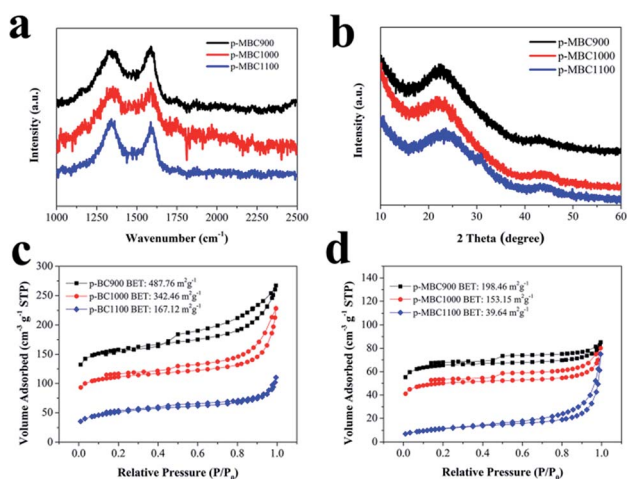 a
p-MBC900
p-MBC1000
p-MBC1100
Intensity (a.u.)
1000 1250 1500 1750 2000 2250 2500
Wavenumber (cm⁻¹)
b
p-MBC900
p-MBC1000
p-MBC1100
Intensity (a.u.)
10 20 30 40 50 60
2 Theta (degree)
c
p-BC900 BET: 487.76 m²g⁻¹
p-BC1000 BET: 342.46 m²g⁻¹
p-BC1100 BET: 167.12 m²g⁻¹
Volume Adsorbed (cm⁻³ g⁻¹ STP)
300
250
200
150
100
50
0
0.0 0.2 0.4 0.6 0.8 1.0
Relative Pressure (P/P₀)
d
p-MBC900 BET: 198.46 m²g⁻¹
p-MBC1000 BET: 153.15 m²g⁻¹
p-MBC1100 BET: 39.64 m²g⁻¹
Volume Adsorbed (cm⁻³ g⁻¹ STP)
140
120
100
80
60
40
20
0
0.0 0.2 0.4 0.6 0.8 1.0
Relative Pressure (P/P₀)